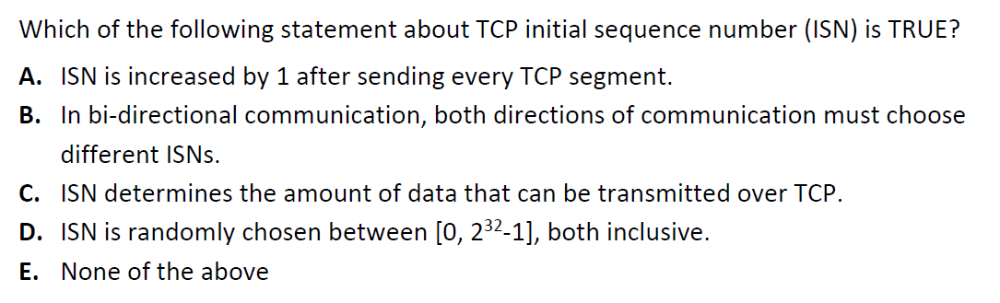 Which of the following statement about TCP initial sequence number (ISN) is TRUE?
A. ISN is increased by 1 after sending every TCP segment.
B. In bi-directional communication, both directions of communication must choose
different ISNs.
C. ISN determines the amount of data that can be transmitted over TCP.
D. ISN is randomly chosen between [0, 2³²-1], both inclusive.
E. None of the above